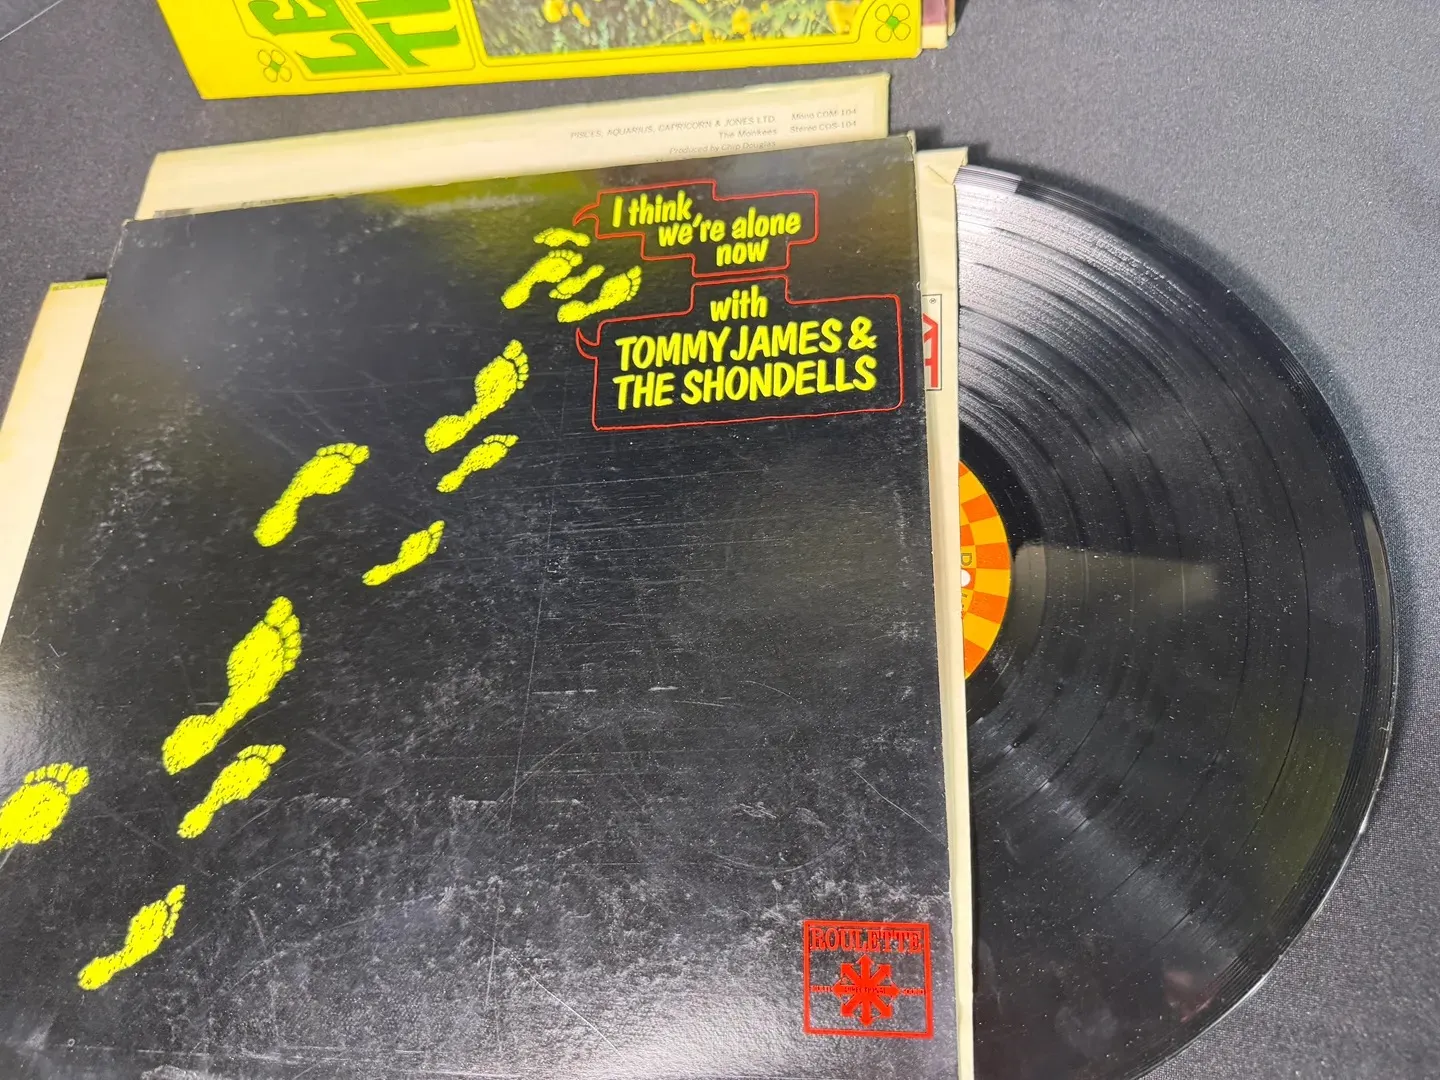 PISCES, AQUARIUS, CAPRICORN & JONES LTD.
The Monkees
Produced by Chip Douglas
Mono COM-104
Stereo COS-104
I think
we're alone
now
with
TOMMY JAMES &
THE SHONDELLS
ROULETTE